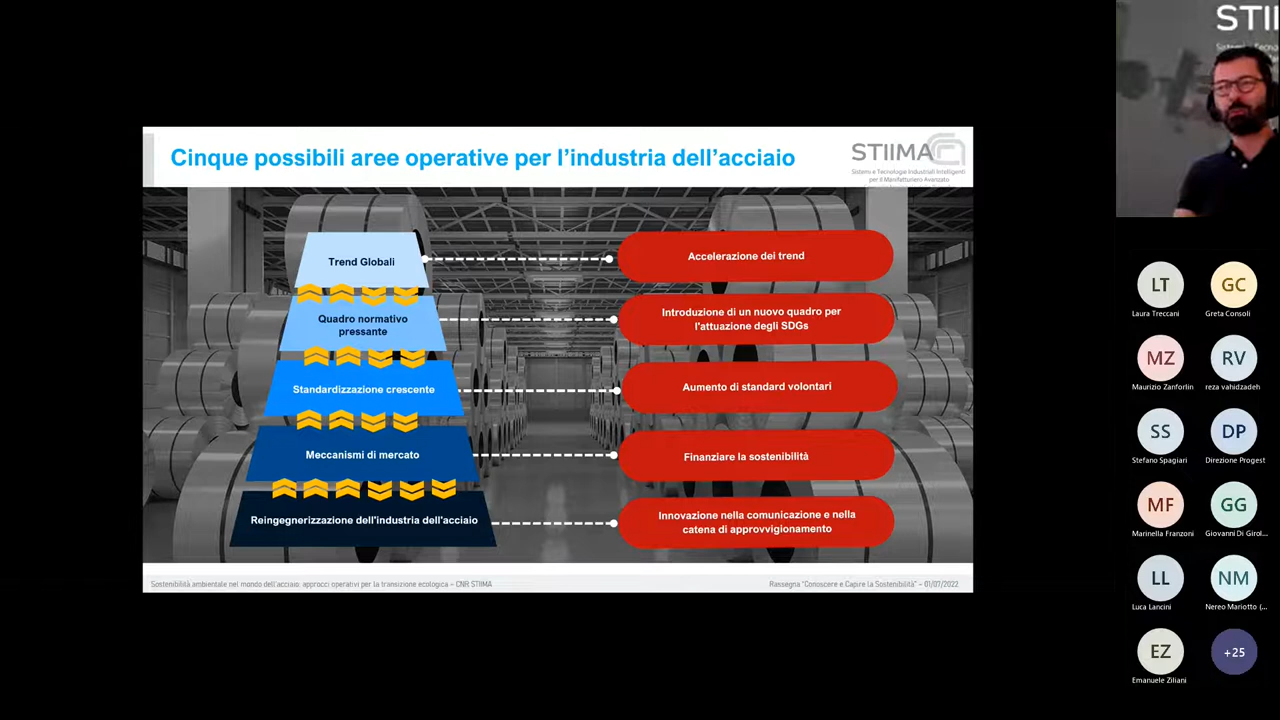 Cinque possibili aree operative per l'industria dell'acciaio
STIIMA
Sistemi e Tecnologie Industriali Intelligenti
per il Manifatturiero Avanzato
Trend Globali
Accelerazione dei trend
Quadro normativo
pressante
Introduzione di un nuovo quadro per
l'attuazione degli SDGs
Standardizzazione crescente
Aumento di standard volontari
Meccanismi di mercato
Finanziare la sostenibilità
Reingegnerizzazione dell'industria dell'acciaio
Innovazione nella comunicazione e nella
catena di approvvigionamento
Sostenibilità ambientale nel mondo dell'acciaio: approcci operativi per la transizione ecologica – CNR STIIMA
Rassegna "Conoscere e Capire la Sostenibilità" – 01/07/2022
STII
LT
Laura Treccani
GC
Greta Consoli
MZ
Maurizio Zanforlin
RV
reza vahidzadeh
SS
Stefano Spagiari
DP
Direzione Progest
MF
Marinella Franzoni
GG
Giovanni Di Girol...
LL
Luca Lancini
NM
Nereo Mariotto (...
EZ
Emanuele Ziliani
+25